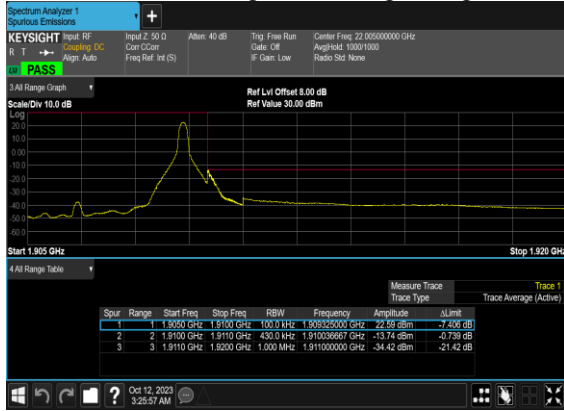 Spectrum Analyzer 1
Spurious Emissions
+
KEYSIGHT
R T
LXI PASS
Input: RF
Coupling: DC
Align: Auto
Input Z: 50 Ω
Corr CCorr
Freq Ref: Int (S)
Atten: 40 dB
Trig: Free Run
Gate: Off
IF Gain: Low
Center Freq: 22.005000000 GHz
Avg|Hold: 1000/1000
Radio Std: None
3 All Range Graph
Scale/Div 10.0 dB
Ref Lvl Offset 8.00 dB
Ref Value 30.00 dBm
Log
20.0
10.0
0.00
-10.0
-20.0
-30.0
-40.0
-50.0
-60.0
Start 1.905 GHz
Stop 1.920 GHz
4 All Range Table
Measure Trace Trace 1
Trace Type Trace Average (Active)
Spur Range Start Freq Stop Freq RBW Frequency Amplitude ΔLimit
1 1 1.9050 GHz 1.9100 GHz 100.0 kHz 1.909325000 GHz 22.59 dBm -7.406 dB
2 2 1.9100 GHz 1.9110 GHz 430.0 kHz 1.910036667 GHz -13.74 dBm -0.739 dB
3 3 1.9110 GHz 1.9200 GHz 1.000 MHz 1.911000000 GHz -34.42 dBm -21.42 dB
?
Oct 12, 2023
3:25:57 AM